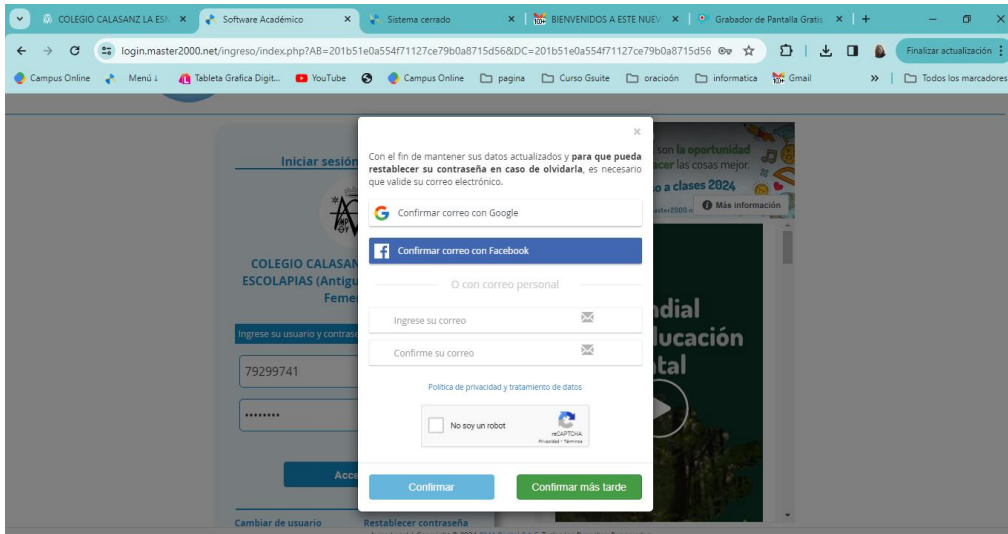 COLEGIO CALASANZ LA ESN
Software Académico
Sistema cerrado
BIENVENIDOS A ESTE NUEV
Grabador de Pantalla Gratis
login.master2000.net/ingreso/index.php?AB=201b51e0a554f71127ce79b0a8715d56&DC=201b51e0a554f71127ce79b0a8715d56
Finalizar actualización
Campus Online
Menú ↓
Tableta Grafica Digit...
YouTube
Campus Online
pagina
Curso Gsuite
oracioón
informatica
Gmail
»
Todos los marcadores
Iniciar sesión
COLEGIO CALASAN
ESCOLAPIAS (Antigu
Feme
Ingrese su usuario y contrase
79299741
Acce
Cambiar de usuario
Restablecer contraseña
Con el fin de mantener sus datos actualizados y para que pueda
restablecer su contraseña en caso de olvidarla, es necesario
que valide su correo electrónico.
Confirmar correo con Google
Confirmar correo con Facebook
O con correo personal
Ingrese su correo
Confirme su correo
Política de privacidad y tratamiento de datos
No soy un robot
reCAPTCHA
Privacidad - Términos
Confirmar
Confirmar más tarde
son la oportunidad
acer las cosas mejor.
o a clases 2024
Más información
ndial
ucación
tal